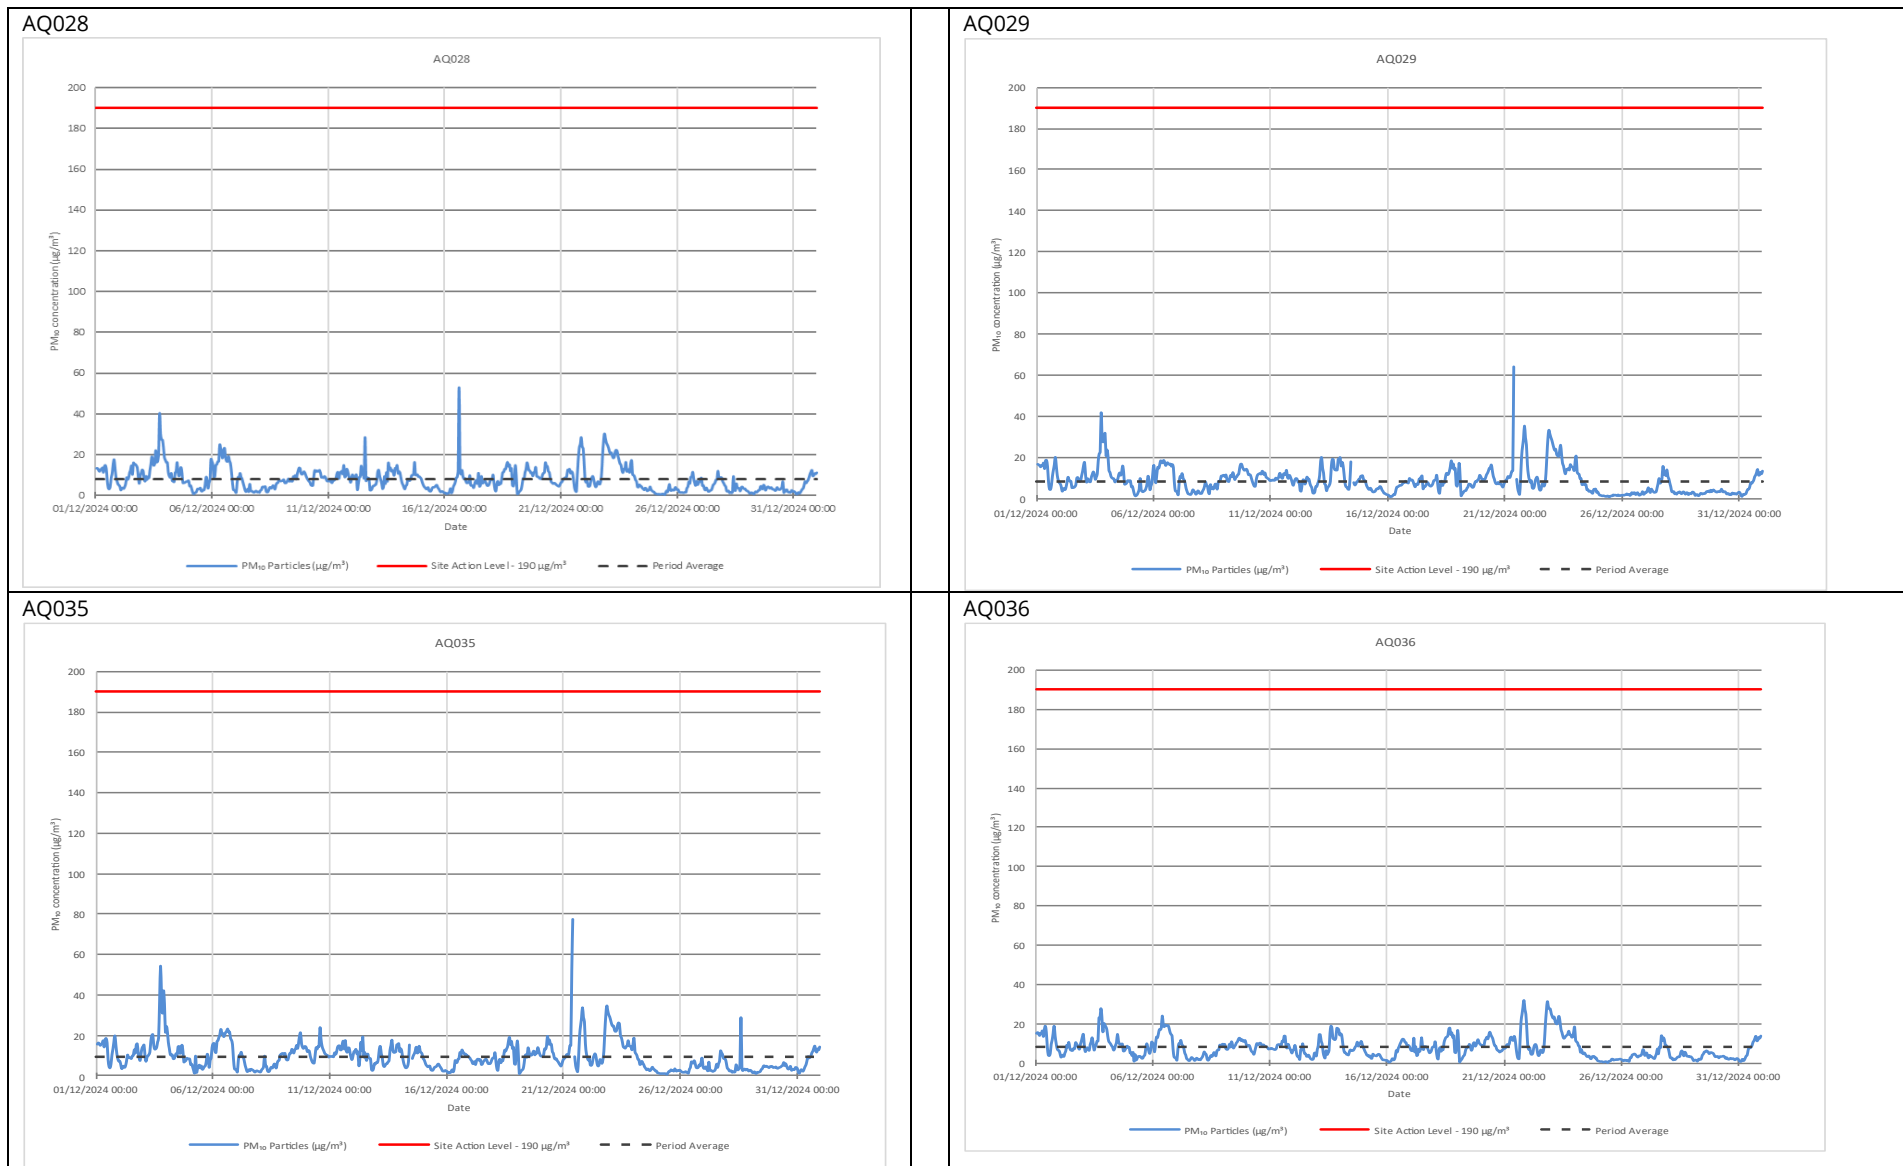 AQ028
AQ028
200
180
160
140
120
100
80
60
40
20
0
PM₁₀ concentration (µg/m³)
01/12/2024 00:00 06/12/2024 00:00 11/12/2024 00:00 16/12/2024 00:00 21/12/2024 00:00 26/12/2024 00:00 31/12/2024 00:00
Date
PM₁₀ Particles (µg/m³) Site Action Level - 190 µg/m³ Period Average
AQ029
AQ029
200
180
160
140
120
100
80
60
40
20
0
PM₁₀ concentration (µg/m³)
01/12/2024 00:00 06/12/2024 00:00 11/12/2024 00:00 16/12/2024 00:00 21/12/2024 00:00 26/12/2024 00:00 31/12/2024 00:00
Date
PM₁₀ Particles (µg/m³) Site Action Level - 190 µg/m³ Period Average
AQ035
AQ035
200
180
160
140
120
100
80
60
40
20
0
PM₁₀ concentration (µg/m³)
01/12/2024 00:00 06/12/2024 00:00 11/12/2024 00:00 16/12/2024 00:00 21/12/2024 00:00 26/12/2024 00:00 31/12/2024 00:00
Date
PM₁₀ Particles (µg/m³) Site Action Level - 190 µg/m³ Period Average
AQ036
AQ036
200
180
160
140
120
100
80
60
40
20
0
PM₁₀ concentration (µg/m³)
01/12/2024 00:00 06/12/2024 00:00 11/12/2024 00:00 16/12/2024 00:00 21/12/2024 00:00 26/12/2024 00:00 31/12/2024 00:00
Date
PM₁₀ Particles (µg/m³) Site Action Level - 190 µg/m³ Period Average